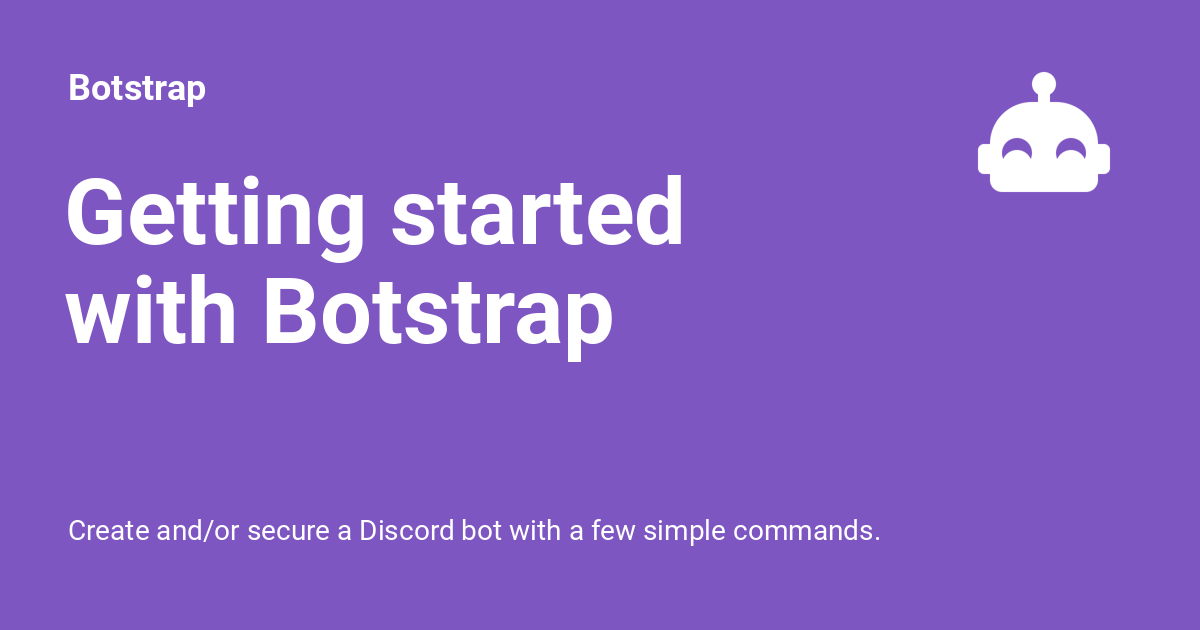 Botstrap
Getting started
with Botstrap
Create and/or secure a Discord bot with a few simple commands.